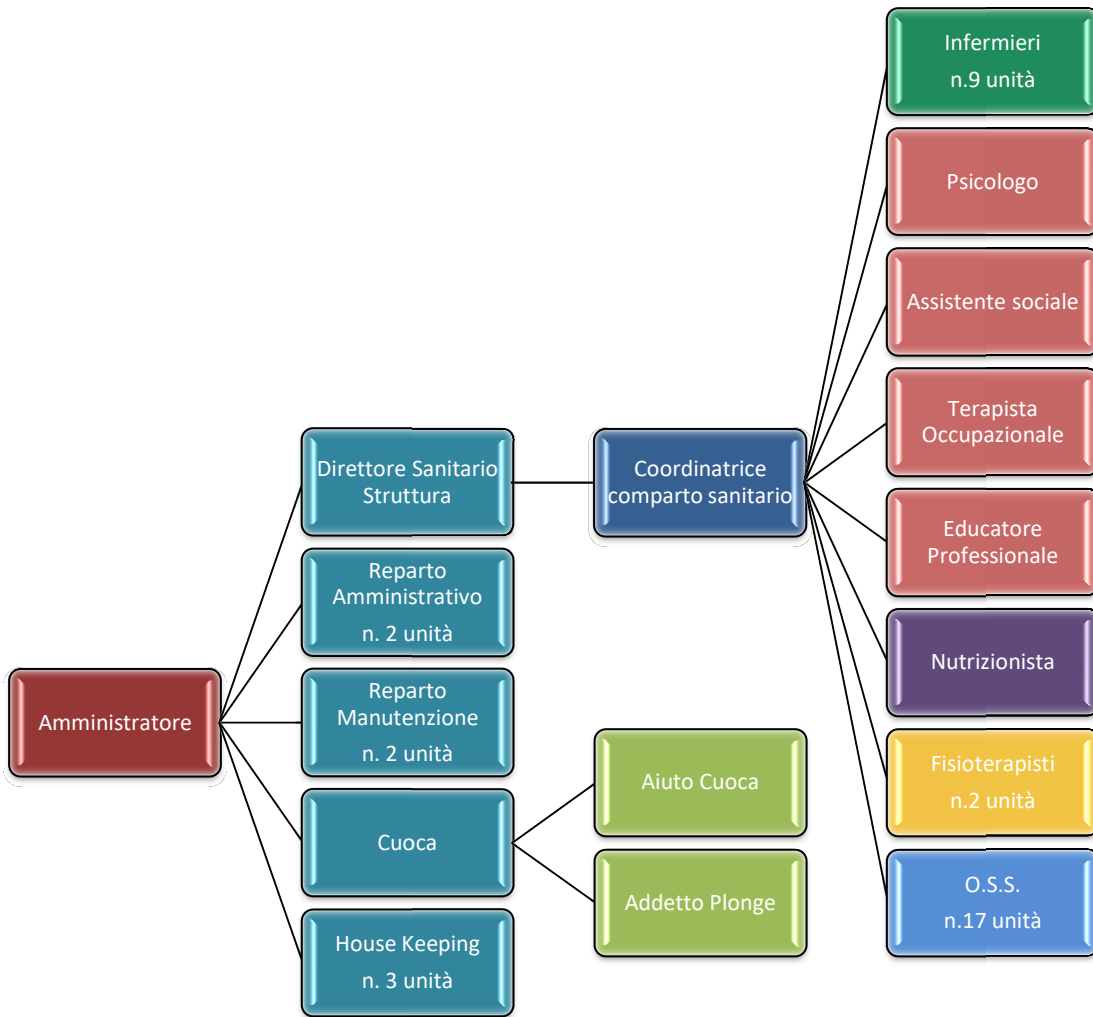 Amministratore
Direttore Sanitario
Struttura
Reparto
Amministrativo
n. 2 unità
Reparto
Manutenzione
n. 2 unità
Cuoca
House Keeping
n. 3 unità
Coordinatrice
comparto sanitario
Aiuto Cuoca
Addetto Plonge
Infermieri
n.9 unità
Psicologo
Assistente sociale
Terapista
Occupazionale
Educatore
Professionale
Nutrizionista
Fisioterapisti
n.2 unità
O.S.S.
n.17 unità